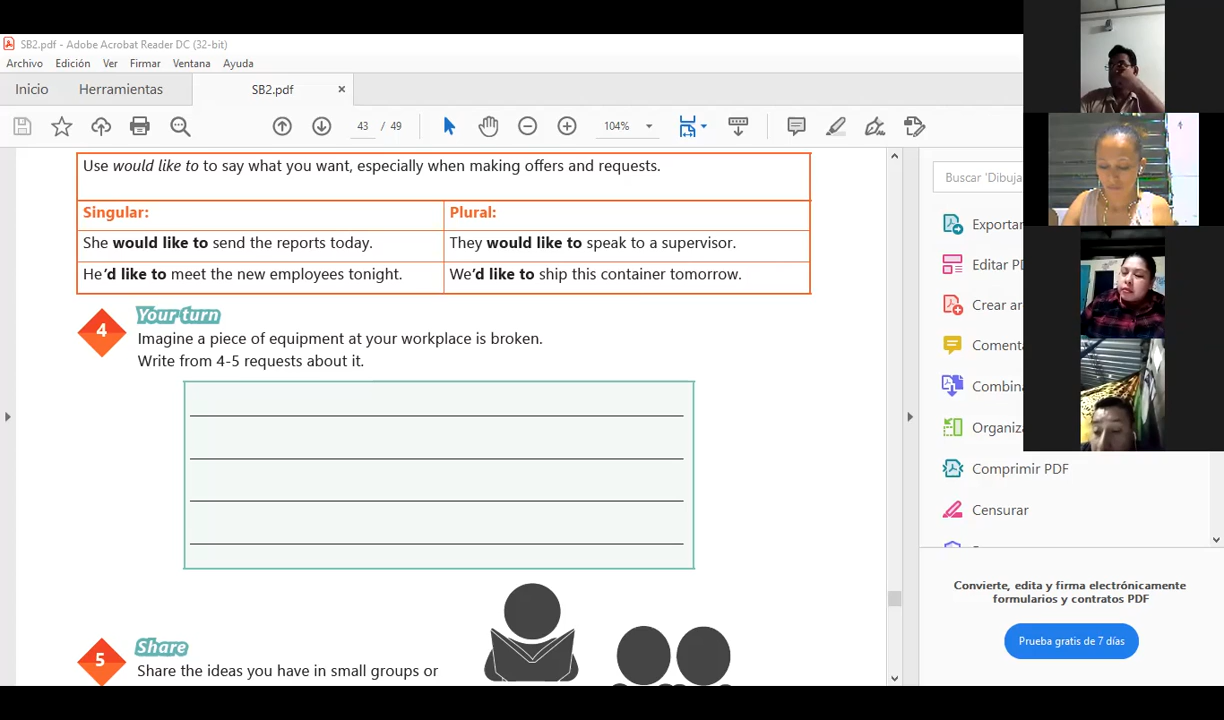 SB2.pdf - Adobe Acrobat Reader DC (32-bit)
Archivo Edición Ver Firmar Ventana Ayuda
Inicio Herramientas SB2.pdf ×
43 / 49 104%
Use would like to to say what you want, especially when making offers and requests.
Singular: Plural:
She would like to send the reports today. They would like to speak to a supervisor.
He'd like to meet the new employees tonight. We'd like to ship this container tomorrow.
4 Your turn
Imagine a piece of equipment at your workplace is broken.
Write from 4-5 requests about it.
5 Share
Share the ideas you have in small groups or
Buscar 'Dibuja
Exportar
Editar PD
Crear ar
Comenta
Combina
Organiza
Comprimir PDF
Censurar
Convierte, edita y firma electrónicamente
formularios y contratos PDF
Prueba gratis de 7 días